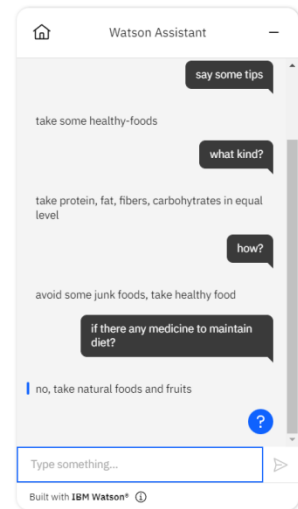 Watson Assistant
say some tips
take some healthy-foods
what kind?
take protein, fat, fibers, carbohytrates in equal
level
how?
avoid some junk foods, take healthy food
if there any medicine to maintain
diet?
no, take natural foods and fruits
?
Type something...
Built with IBM Watson®